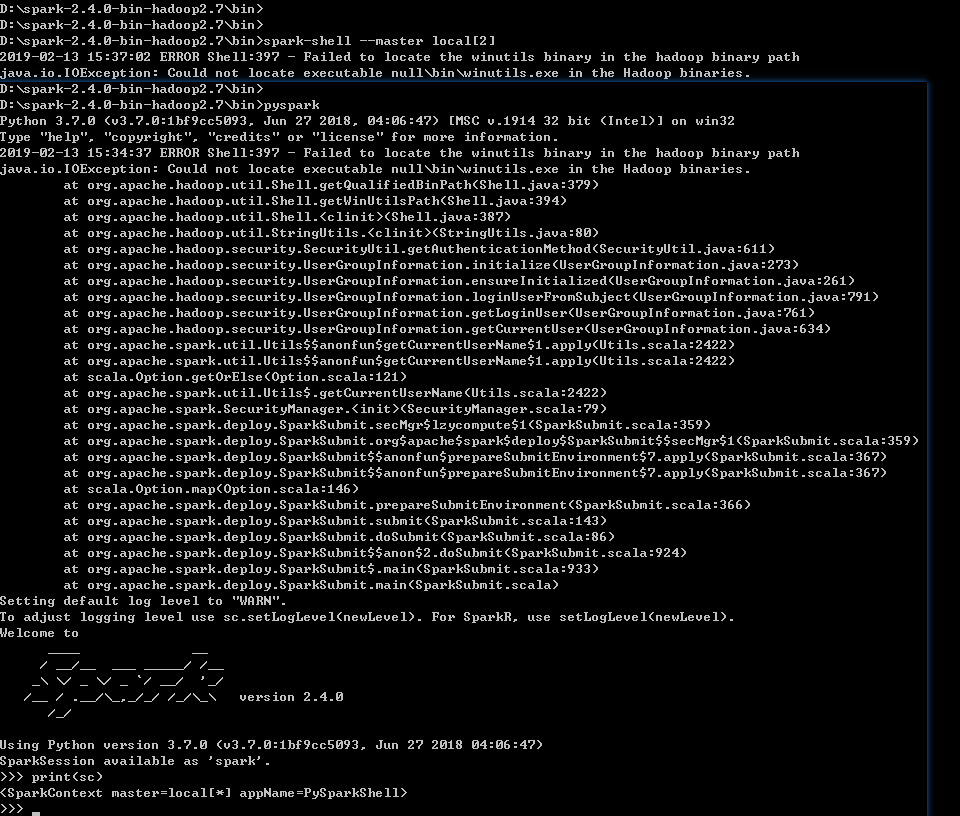 D:\spark-2.4.0-bin-hadoop2.7\bin>
D:\spark-2.4.0-bin-hadoop2.7\bin>
D:\spark-2.4.0-bin-hadoop2.7\bin>spark-shell --master local[2]
2019-02-13 15:37:02 ERROR Shell:397 - Failed to locate the winutils binary in the hadoop binary path
java.io.IOException: Could not locate executable null\bin\winutils.exe in the Hadoop binaries.
D:\spark-2.4.0-bin-hadoop2.7\bin>
D:\spark-2.4.0-bin-hadoop2.7\bin>pyspark
Python 3.7.0 (v3.7.0:1bf9cc5093, Jun 27 2018, 04:06:47) [MSC v.1914 32 bit (Intel)] on win32
Type "help", "copyright", "credits" or "license" for more information.
2019-02-13 15:34:37 ERROR Shell:397 - Failed to locate the winutils binary in the hadoop binary path
java.io.IOException: Could not locate executable null\bin\winutils.exe in the Hadoop binaries.
at org.apache.hadoop.util.Shell.getQualifiedBinPath(Shell.java:379)
at org.apache.hadoop.util.Shell.getWinUtilsPath(Shell.java:394)
at org.apache.hadoop.util.Shell.<clinit>(Shell.java:387)
at org.apache.hadoop.util.StringUtils.<clinit>(StringUtils.java:80)
at org.apache.hadoop.security.SecurityUtil.getAuthenticationMethod(SecurityUtil.java:611)
at org.apache.hadoop.security.UserGroupInformation.initialize(UserGroupInformation.java:273)
at org.apache.hadoop.security.UserGroupInformation.ensureInitialized(UserGroupInformation.java:261)
at org.apache.hadoop.security.UserGroupInformation.loginUserFromSubject(UserGroupInformation.java:791)
at org.apache.hadoop.security.UserGroupInformation.getLoginUser(UserGroupInformation.java:761)
at org.apache.hadoop.security.UserGroupInformation.getCurrentUser(UserGroupInformation.java:634)
at org.apache.spark.util.Utils$$anonfun$getCurrentUserName$1.apply(Utils.scala:2422)
at org.apache.spark.util.Utils$$anonfun$getCurrentUserName$1.apply(Utils.scala:2422)
at scala.Option.getOrElse(Option.scala:121)
at org.apache.spark.util.Utils$.getCurrentUserName(Utils.scala:2422)
at org.apache.spark.SecurityManager.<init>(SecurityManager.scala:79)
at org.apache.spark.deploy.SparkSubmit.secMgr$lzycompute$1(SparkSubmit.scala:359)
at org.apache.spark.deploy.SparkSubmit.org$apache$spark$deploy$SparkSubmit$$secMgr$1(SparkSubmit.scala:359)
at org.apache.spark.deploy.SparkSubmit$$anonfun$prepareSubmitEnvironment$7.apply(SparkSubmit.scala:367)
at org.apache.spark.deploy.SparkSubmit$$anonfun$prepareSubmitEnvironment$7.apply(SparkSubmit.scala:367)
at scala.Option.map(Option.scala:146)
at org.apache.spark.deploy.SparkSubmit.prepareSubmitEnvironment(SparkSubmit.scala:366)
at org.apache.spark.deploy.SparkSubmit.submit(SparkSubmit.scala:143)
at org.apache.spark.deploy.SparkSubmit.doSubmit(SparkSubmit.scala:86)
at org.apache.spark.deploy.SparkSubmit$$anon$2.doSubmit(SparkSubmit.scala:924)
at org.apache.spark.deploy.SparkSubmit$.main(SparkSubmit.scala:933)
at org.apache.spark.deploy.SparkSubmit.main(SparkSubmit.scala)
Setting default log level to "WARN".
To adjust logging level use sc.setLogLevel(newLevel). For SparkR, use setLogLevel(newLevel).
Welcome to
Spark version 2.4.0
Using Python version 3.7.0 (v3.7.0:1bf9cc5093, Jun 27 2018 04:06:47)
SparkSession available as 'spark'.
>>> print(sc)
<SparkContext master=local[*] appName=PySparkShell>
>>>